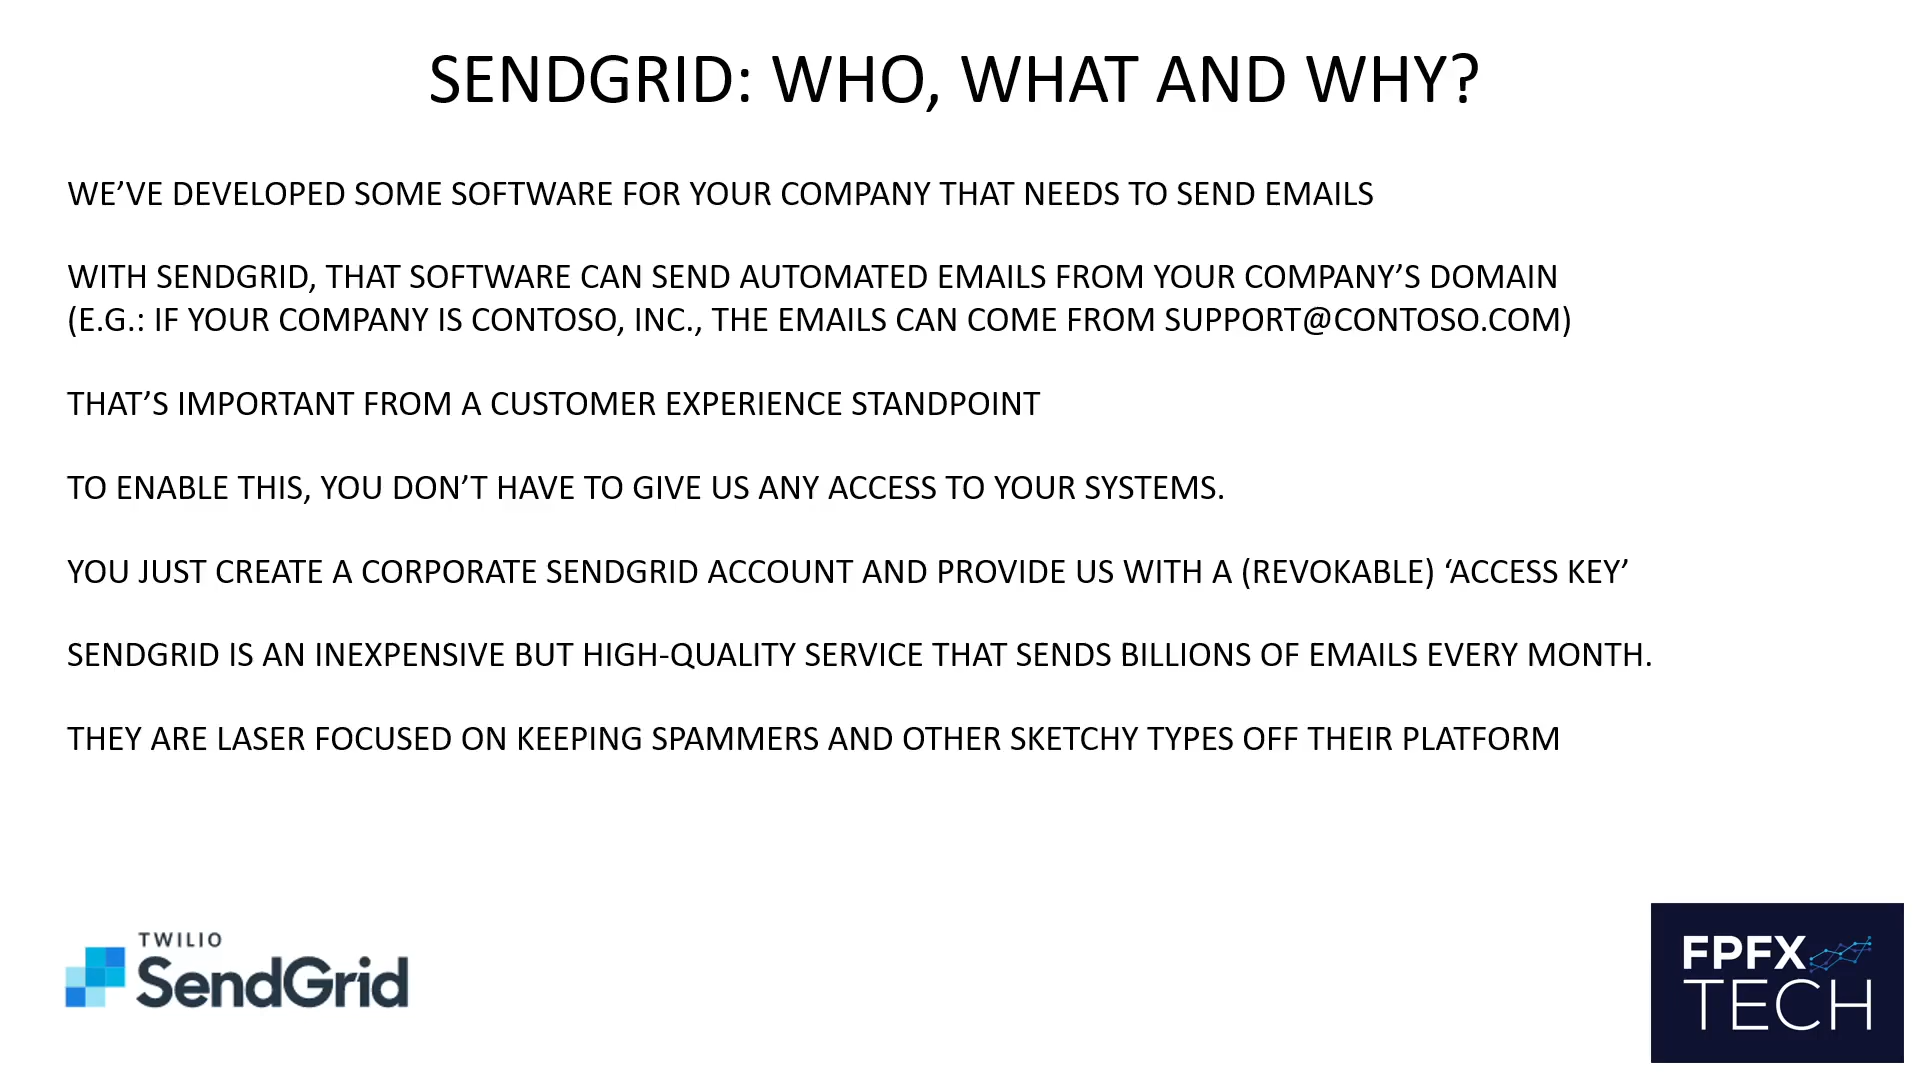 SENDGRID: WHO, WHAT AND WHY?
WE’VE DEVELOPED SOME SOFTWARE FOR YOUR COMPANY THAT NEEDS TO SEND EMAILS
WITH SENDGRID, THAT SOFTWARE CAN SEND AUTOMATED EMAILS FROM YOUR COMPANY’S DOMAIN
(E.G.: IF YOUR COMPANY IS CONTOSO, INC., THE EMAILS CAN COME FROM SUPPORT@CONTOSO.COM)
THAT’S IMPORTANT FROM A CUSTOMER EXPERIENCE STANDPOINT
TO ENABLE THIS, YOU DON’T HAVE TO GIVE US ANY ACCESS TO YOUR SYSTEMS.
YOU JUST CREATE A CORPORATE SENDGRID ACCOUNT AND PROVIDE US WITH A (REVOKABLE) ‘ACCESS KEY’
SENDGRID IS AN INEXPENSIVE BUT HIGH-QUALITY SERVICE THAT SENDS BILLIONS OF EMAILS EVERY MONTH.
THEY ARE LASER FOCUSED ON KEEPING SPAMMERS AND OTHER SKETCHY TYPES OFF THEIR PLATFORM
TWILIO
SendGrid
FPFX
TECH